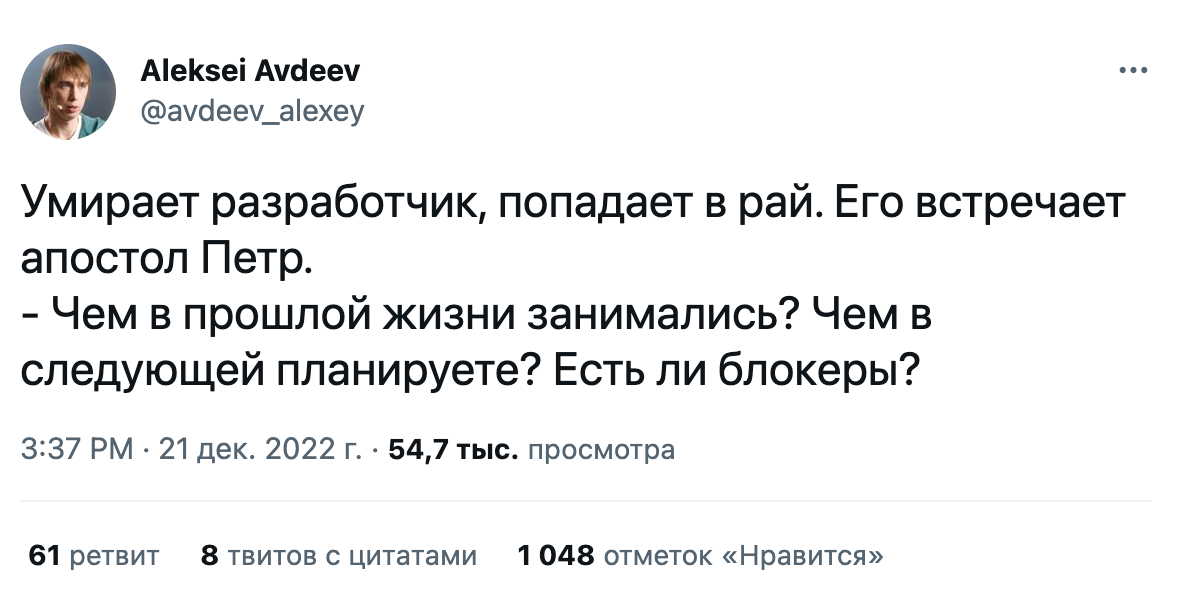 Aleksei Avdeev
@avdeev_alexey
Умирает разработчик, попадает в рай. Его встречает
апостол Петр.
- Чем в прошлой жизни занимались? Чем в
следующей планируете? Есть ли блокеры?
3:37 PM · 21 дек. 2022 г. · 54,7 тыс. просмотра
61 ретвит 8 твитов с цитатами 1 048 отметок «Нравится»